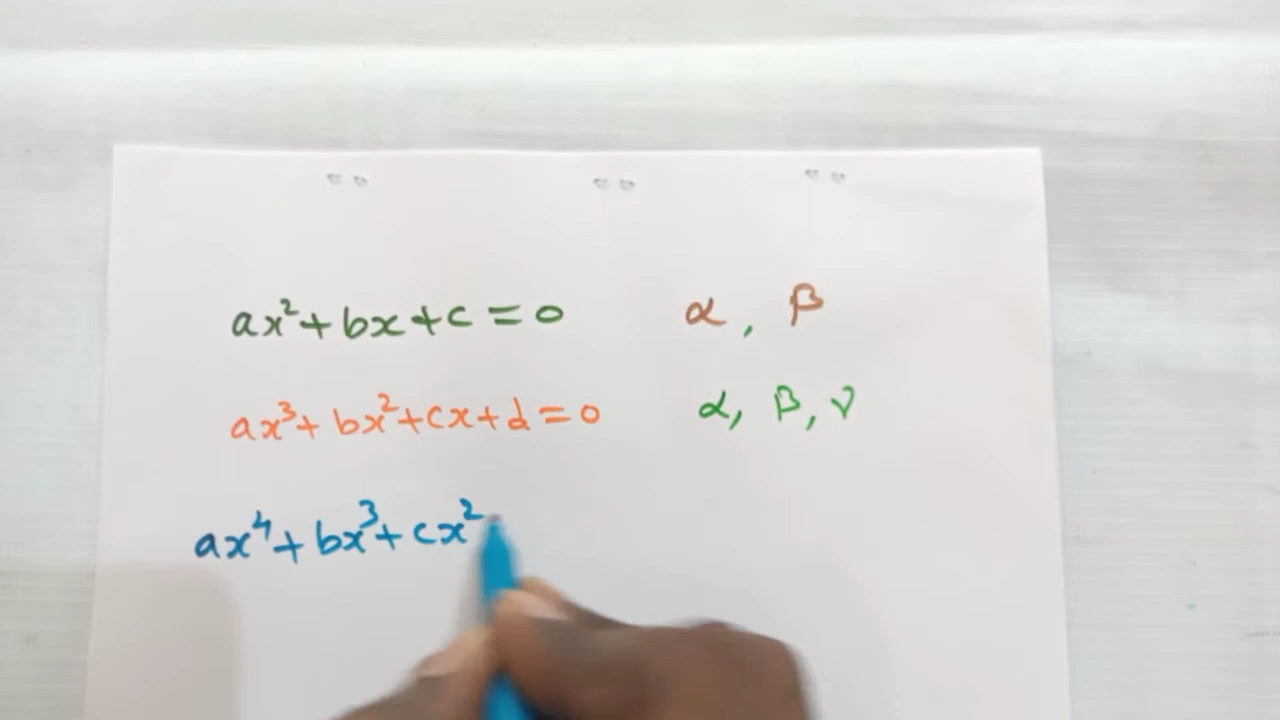 ax²+bx+c=0 α, β
ax³+bx²+cx+d=0 α, β, γ
ax⁴+bx³+cx²